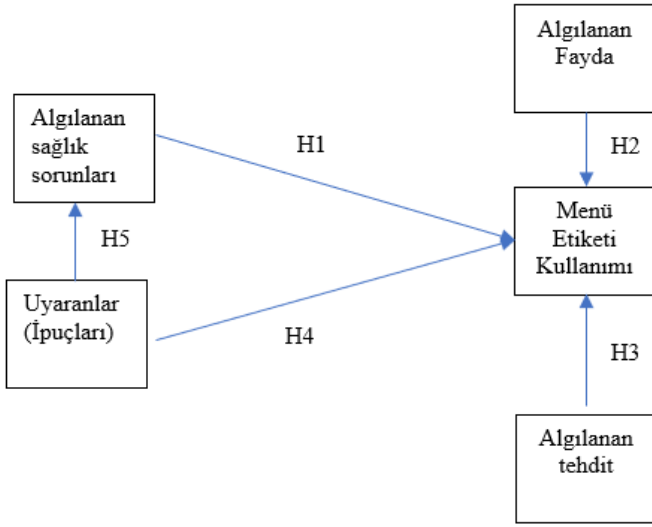 Algılanan
Fayda
Algılanan
sağlık
sorunları
H1
H2
Menü
Etiketi
Kullanımı
H5
Uyaranlar
(İpuçları)
H4
H3
Algılanan
tehdit